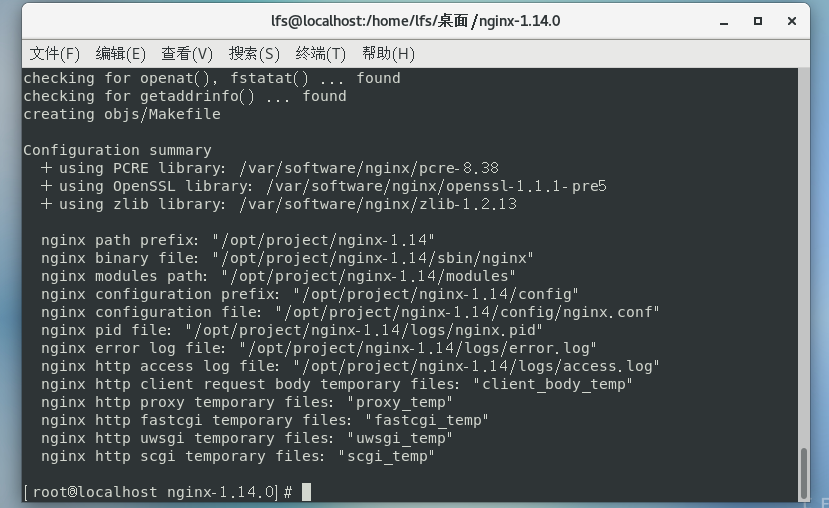 lfs@localhost:/home/lfs/桌面/nginx-1.14.0
文件(F) 编辑(E) 查看(V) 搜索(S) 终端(T) 帮助(H)
checking for openat(), fstatat() ... found
checking for getaddrinfo() ... found
creating objs/Makefile
Configuration summary
+ using PCRE library: /var/software/nginx/pcre-8.38
+ using OpenSSL library: /var/software/nginx/openssl-1.1.1-pre5
+ using zlib library: /var/software/nginx/zlib-1.2.13
nginx path prefix: "/opt/project/nginx-1.14"
nginx binary file: "/opt/project/nginx-1.14/sbin/nginx"
nginx modules path: "/opt/project/nginx-1.14/modules"
nginx configuration prefix: "/opt/project/nginx-1.14/config"
nginx configuration file: "/opt/project/nginx-1.14/config/nginx.conf"
nginx pid file: "/opt/project/nginx-1.14/logs/nginx.pid"
nginx error log file: "/opt/project/nginx-1.14/logs/error.log"
nginx http access log file: "/opt/project/nginx-1.14/logs/access.log"
nginx http client request body temporary files: "client_body_temp"
nginx http proxy temporary files: "proxy_temp"
nginx http fastcgi temporary files: "fastcgi_temp"
nginx http uwsgi temporary files: "uwsgi_temp"
nginx http scgi temporary files: "scgi_temp"
[root@localhost nginx-1.14.0]#